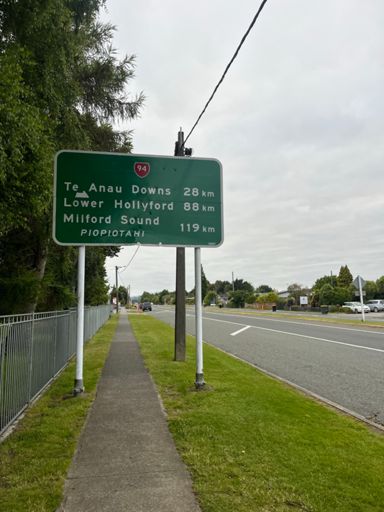 94
Te Anau Downs 28 km
Lower Hollyford 88 km
Milford Sound 119 km
PIOPIOTAHI